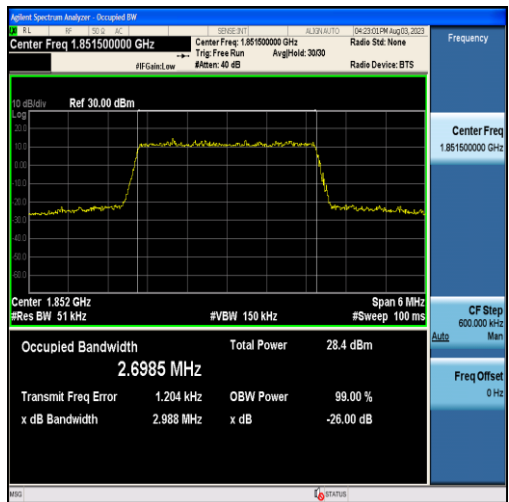 Agilent Spectrum Analyzer - Occupied BW
RL RF 50 Ω AC SENSE:INT ALIGN AUTO 04:23:01 PM Aug 03, 2023
Center Freq 1.851500000 GHz Center Freq: 1.851500000 GHz Radio Std: None Frequency
Trig: Free Run Avg|Hold: 30/30
#IFGain:Low #Atten: 40 dB Radio Device: BTS
10 dB/div Ref 30.00 dBm
Log
20.0
10.0
0.00
-10.0
-20.0
-30.0
-40.0
-50.0
-60.0
Center Freq
1.851500000 GHz
Center 1.852 GHz Span 6 MHz
#Res BW 51 kHz #VBW 150 kHz #Sweep 100 ms
CF Step
600.000 kHz
Auto Man
Occupied Bandwidth Total Power 28.4 dBm
2.6985 MHz
Freq Offset
0 Hz
Transmit Freq Error 1.204 kHz OBW Power 99.00 %
x dB Bandwidth 2.988 MHz x dB -26.00 dB
MSG STATUS